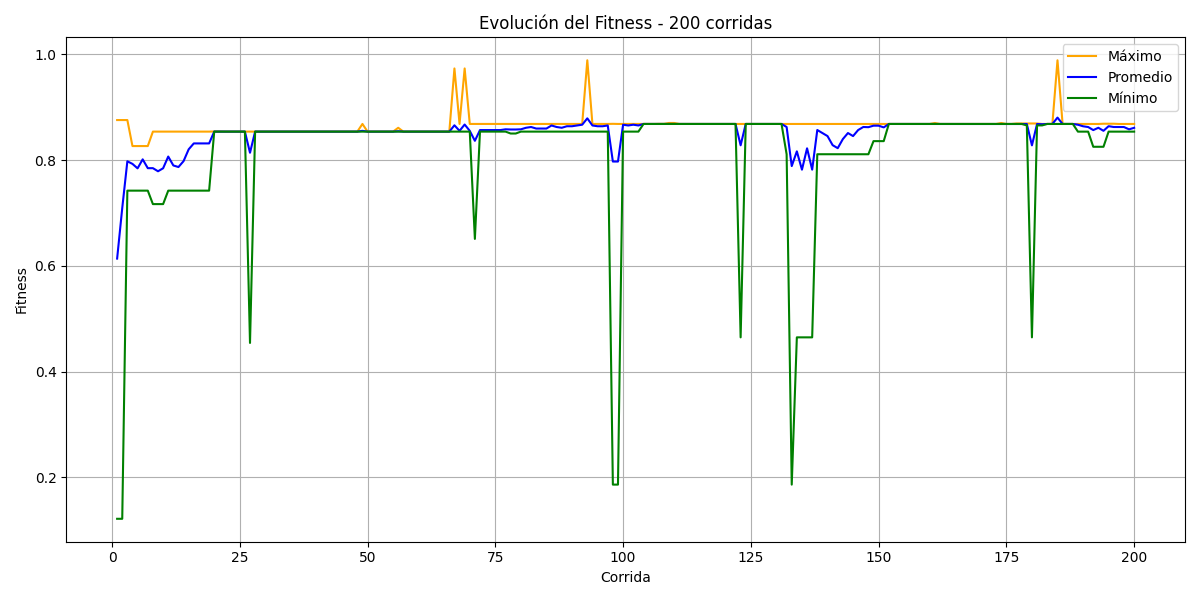 Evolución del Fitness - 200 corridas
Máximo
Promedio
Mínimo
Fitness
1.0
0.8
0.6
0.4
0.2
0 25 50 75 100 125 150 175 200
Corrida